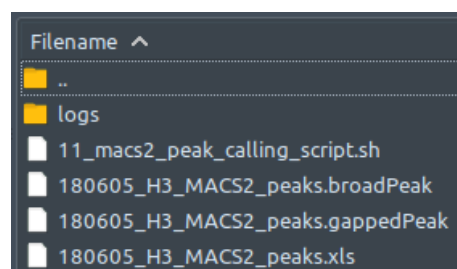 Filename
..
logs
11_macs2_peak_calling_script.sh
180605_H3_MACS2_peaks.broadPeak
180605_H3_MACS2_peaks.gappedPeak
180605_H3_MACS2_peaks.xls